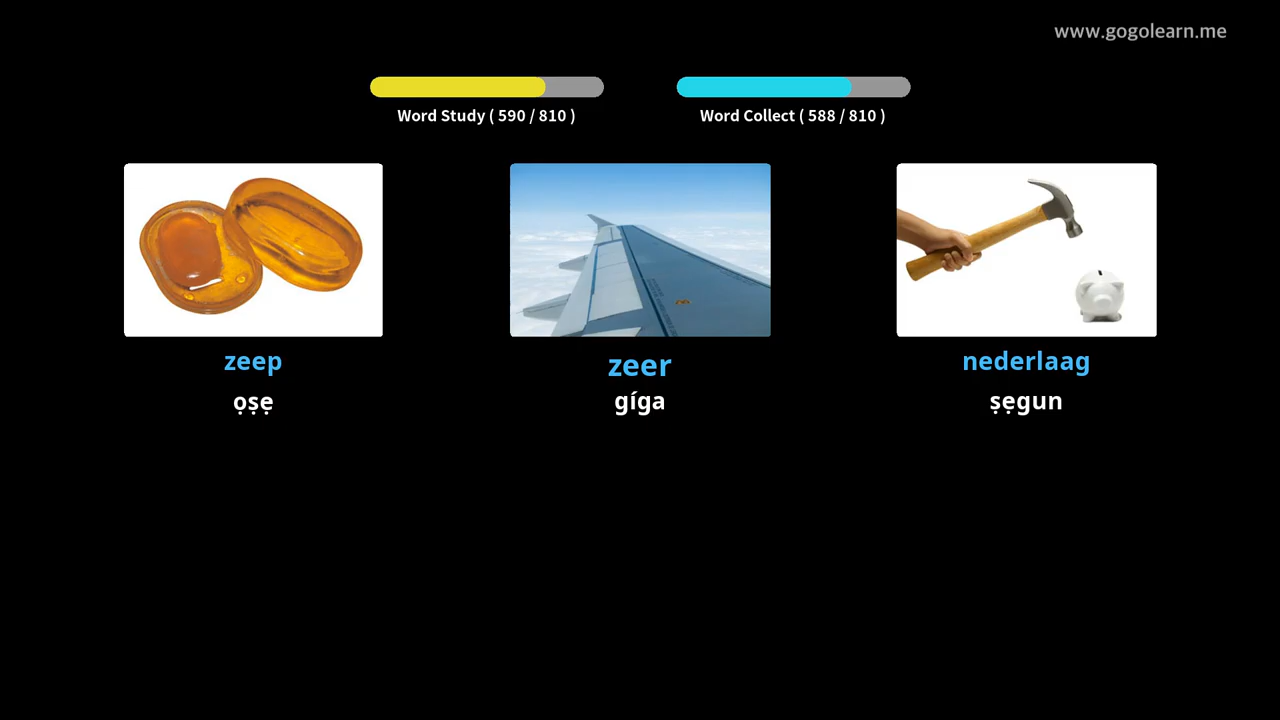 www.gogolearn.me
Word Study ( 590 / 810 )
Word Collect ( 588 / 810 )
zeep
zeer
nederlaag
ọṣẹ
gíga
ṣẹgun